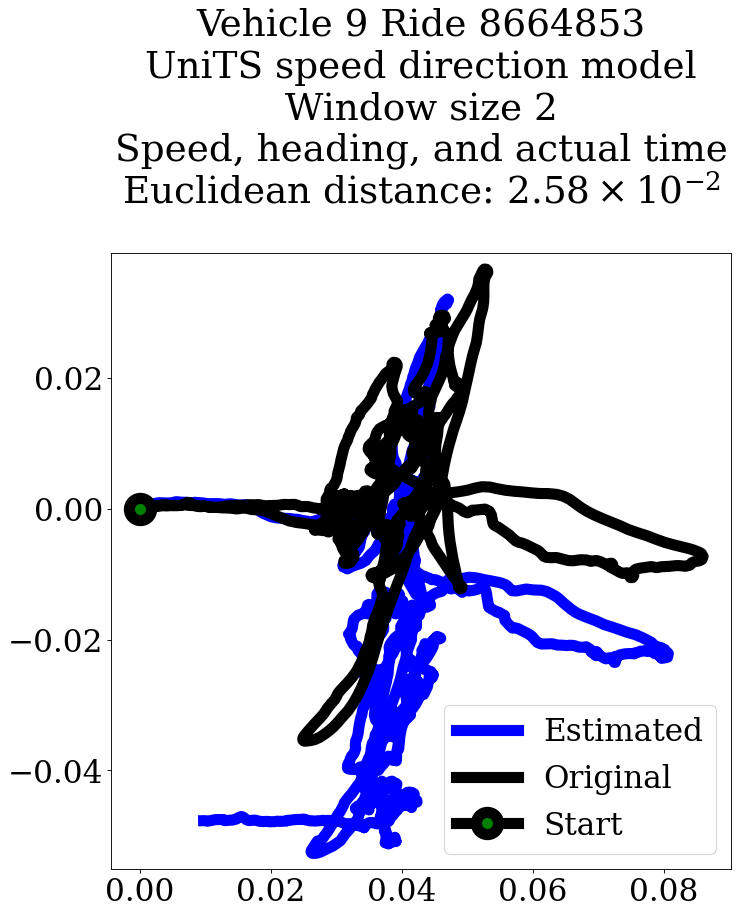 Vehicle 9 Ride 8664853
UniTS speed direction model
Window size 2
Speed, heading, and actual time
Euclidean distance: 2.58 × 10⁻²
0.02
0.00
−0.02
−0.04
Estimated
Original
Start
0.00 0.02 0.04 0.06 0.08